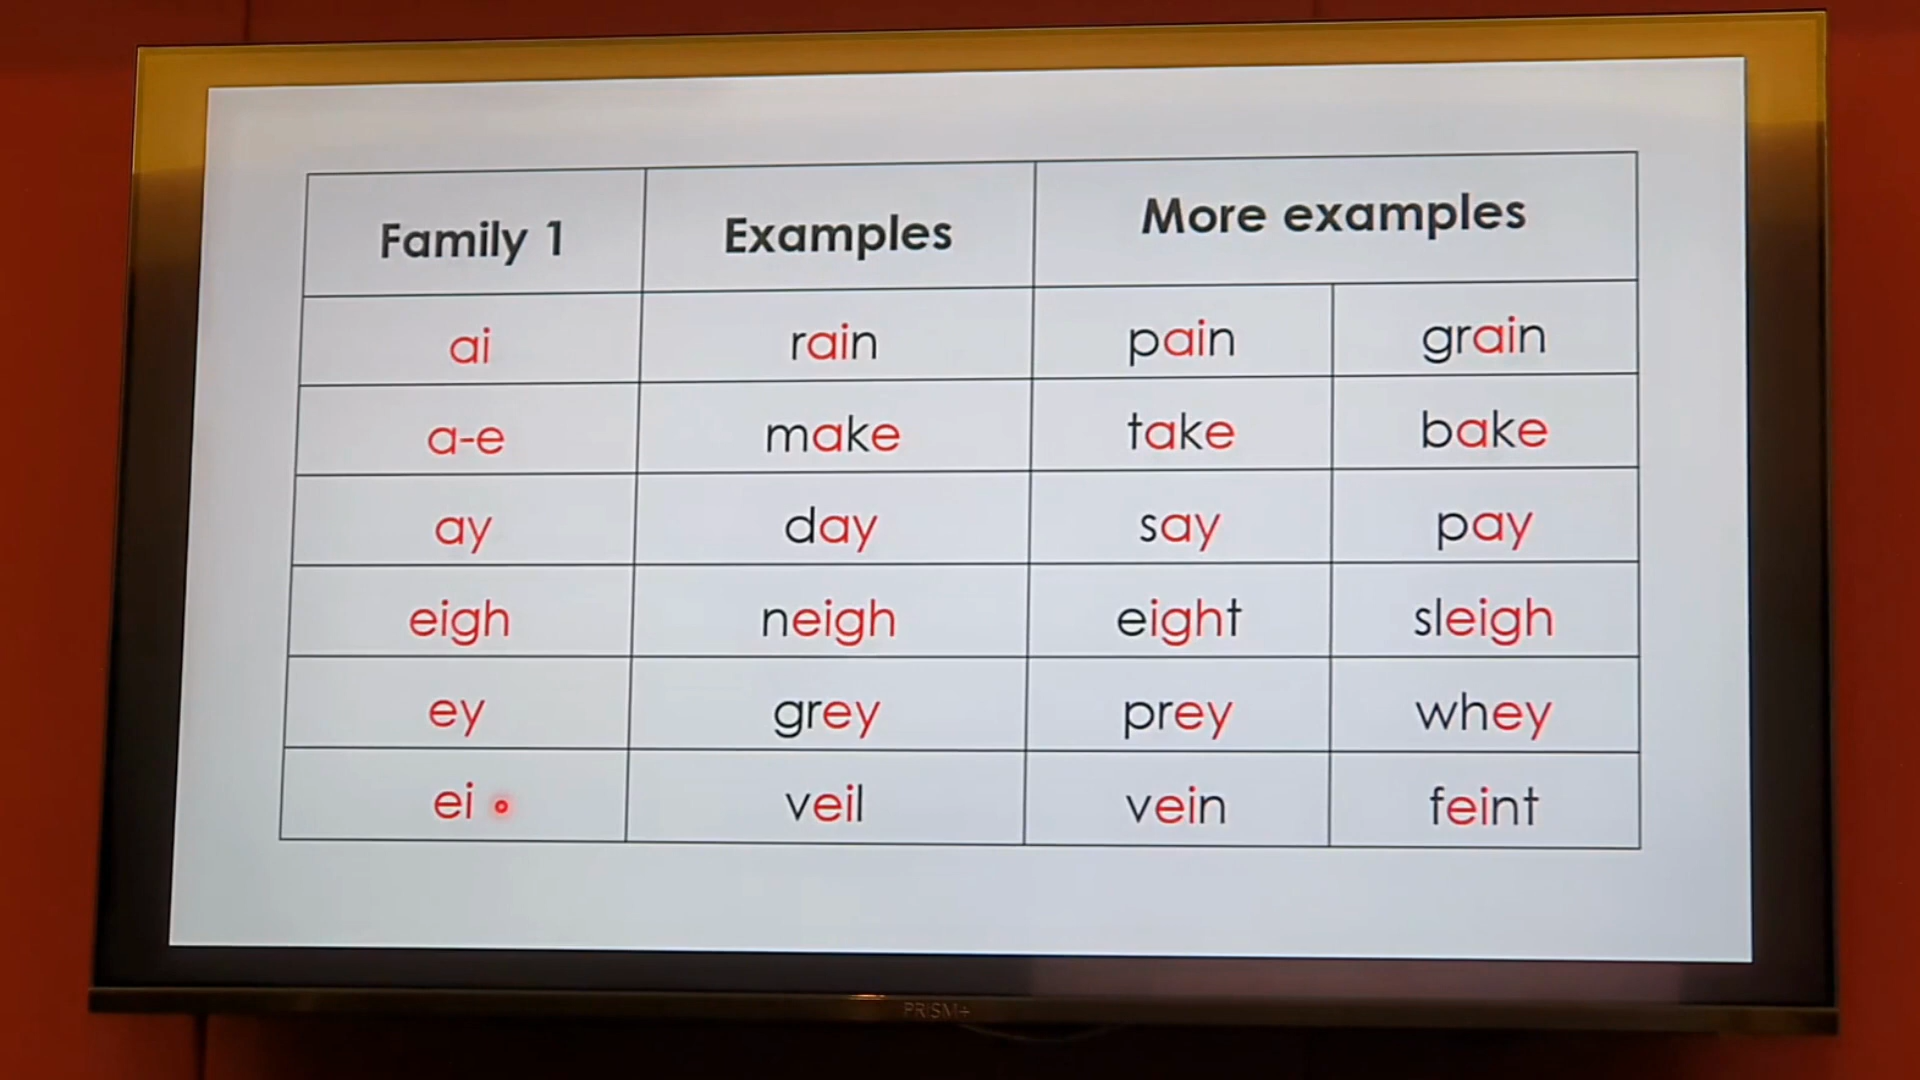 Family 1 Examples More examples
ai rain pain grain
a-e make take bake
ay day say pay
eigh neigh eight sleigh
ey grey prey whey
ei veil vein feint
PRISM+